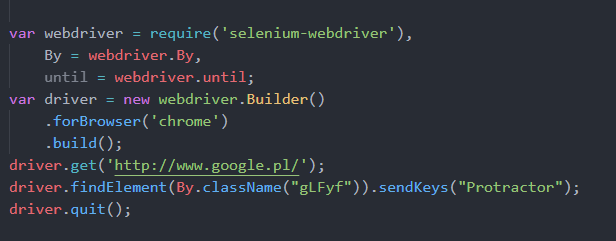 var webdriver = require('selenium-webdriver'),
    By = webdriver.By,
    until = webdriver.until;
var driver = new webdriver.Builder()
    .forBrowser('chrome')
    .build();
driver.get('http://www.google.pl/');
driver.findElement(By.className("gLFyf")).sendKeys("Protractor");
driver.quit();